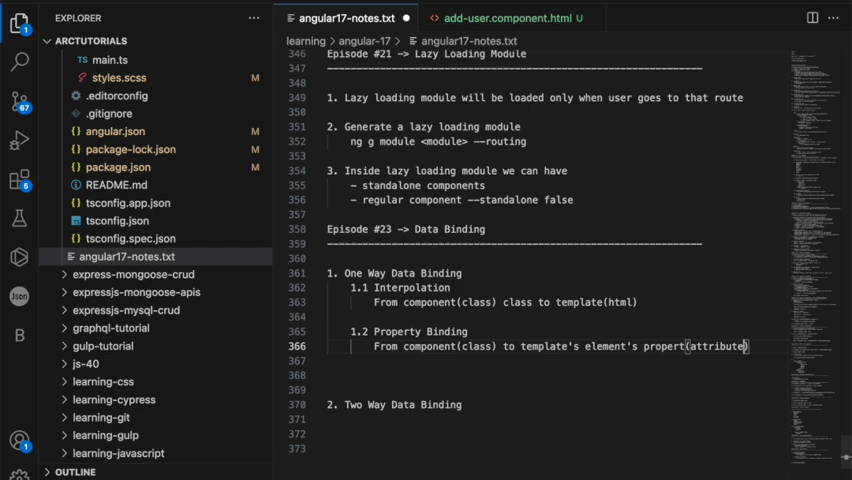 EXPLORER
ARCTUTORIALS
main.ts
styles.scss M
.editorconfig
.gitignore
{} angular.json
{} package-lock.json M
{} package.json M
README.md
tsconfig.app.json
tsconfig.json
tsconfig.spec.json
angular17-notes.txt
express-mongoose-crud
expressjs-mongoose-apis
expressjs-mysql-crud
graphql-tutorial
gulp-tutorial
js-40
learning-css
learning-cypress
learning-git
learning-gulp
learning-javascript
OUTLINE
1
67
5
Json
B
1
angular17-notes.txt
<> add-user.component.html U
learning > angular-17 > angular17-notes.txt
346 Episode #21 -> Lazy Loading Module
347 ----------------------------------------------------------------
348
349 1. Lazy loading module will be loaded only when user goes to that route
350
351 2. Generate a lazy loading module
352 ng g module <module> --routing
353
354 3. Inside lazy loading module we can have
355 - standalone components
356 - regular component --standalone false
357
358 Episode #23 -> Data Binding
359 ----------------------------------------------------------------
360
361 1. One Way Data Binding
362 1.1 Interpolation
363 From component(class) class to template(html)
364
365 1.2 Property Binding
366 From component(class) to template's element's propert(attribute)
367
368
369
370 2. Two Way Data Binding
371
372
373